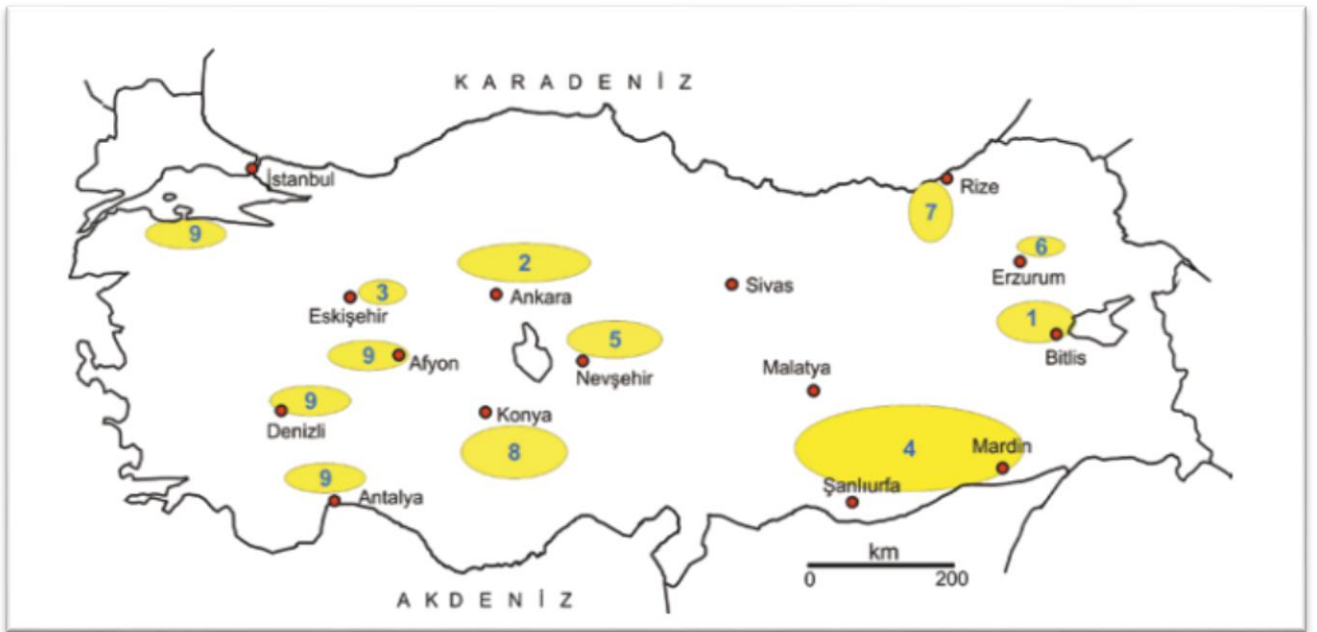 KARADENİZ
İstanbul
Rize
7
9
6
2
Erzurum
3
Ankara
Sivas
Eskişehir
1
5
9
Afyon
Bitlis
Nevşehir
Malatya
9
Konya
Denizli
8
4
Mardin
9
Şanlıurfa
Antalya
km
0
200
AKDENİZ